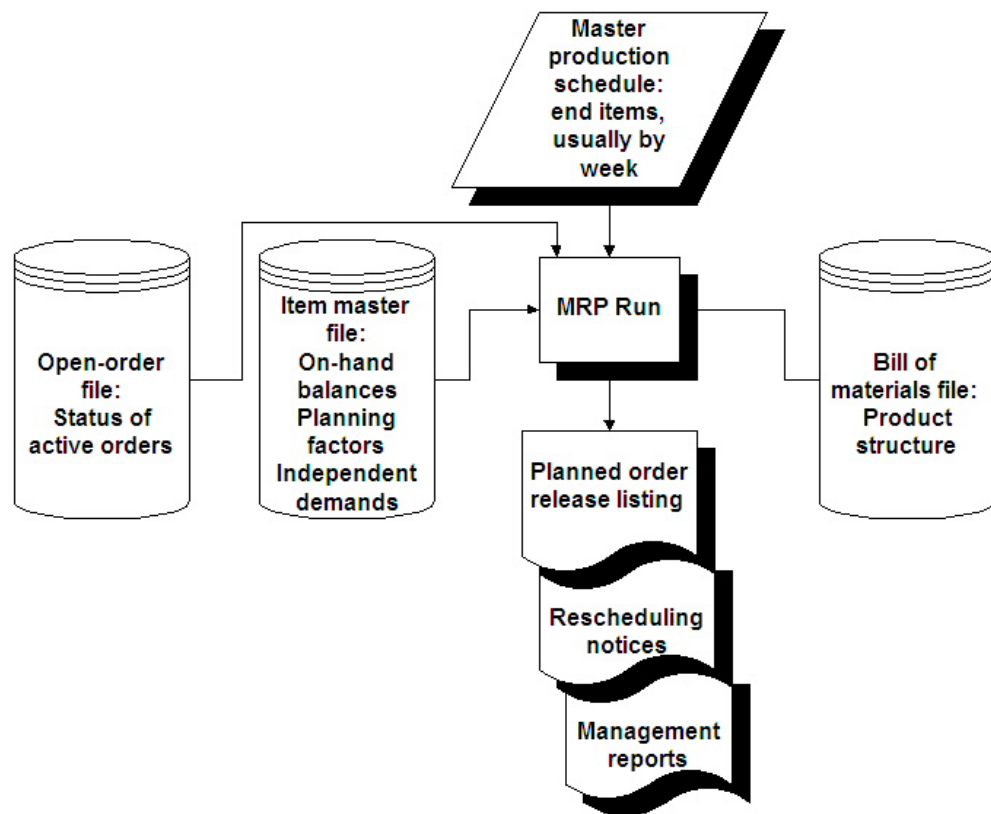 Master
production
schedule:
end items,
usually by
week
Open-order
file:
Status of
active orders
Item master
file:
On-hand
balances
Planning
factors
Independent
demands
MRP Run
Bill of
materials file:
Product
structure
Planned order
release listing
Rescheduling
notices
Management
reports